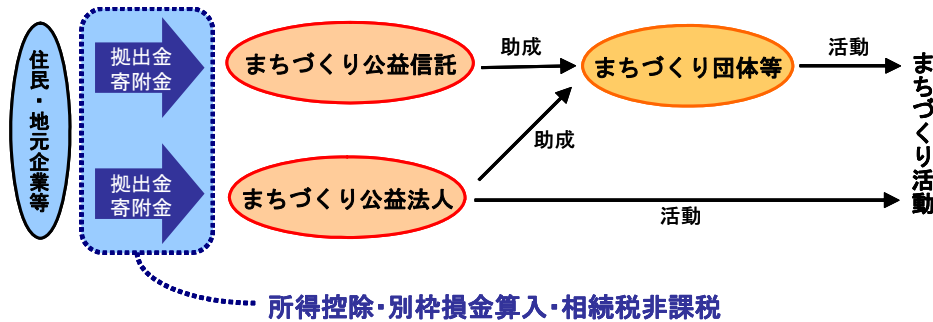 住民・地元企業等
拠出金
寄附金
まちづくり公益信託
助成
まちづくり団体等
活動
まちづくり活動
助成
拠出金
寄附金
まちづくり公益法人
活動
所得控除・別枠損金算入・相続税非課税